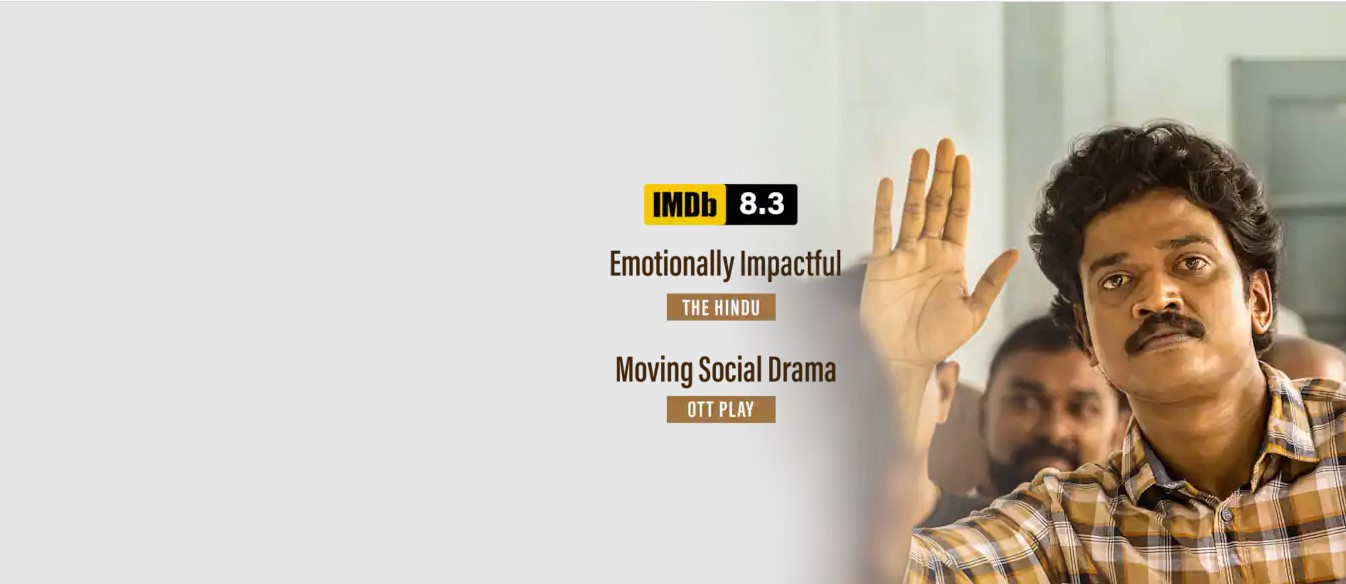 IMDb 8.3
Emotionally Impactful
THE HINDU
Moving Social Drama
OTT PLAY